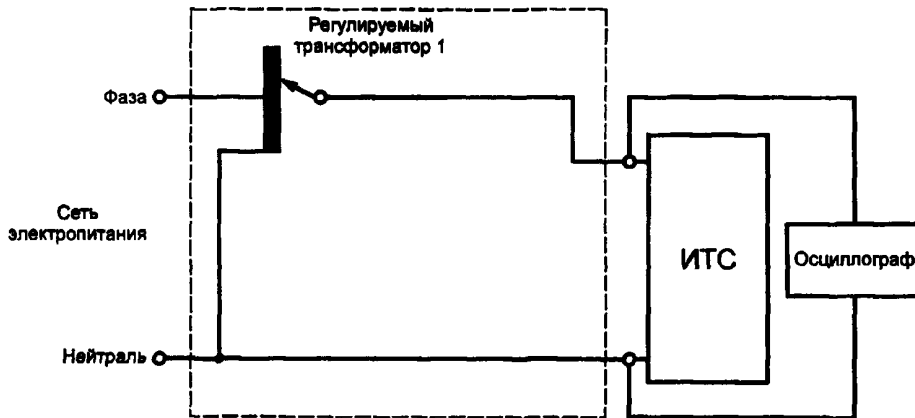 Регулируемый
трансформатор 1
Фаза
Сеть
электропитания
ИТС
Осциллограф
Нейтраль